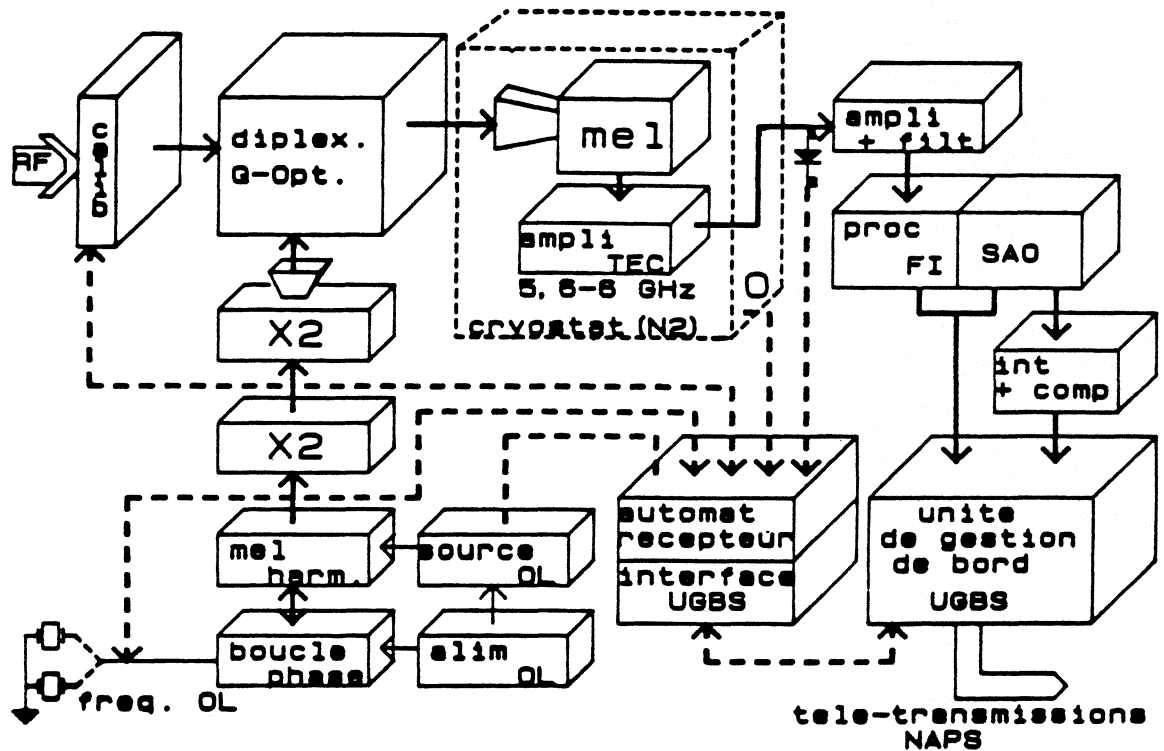 RF
calib
diplex.
Q-Opt.
mel
ampli
TEC
5,6-6 GHz
cryostat (N2)
ampli
+ filt
proc
FI
SAO
int
+ comp
X2
X2
mel
harm.
source
OL
boucle
phase
alim
OL
freq. OL
automat
recepteur
interface
UGBS
unite
de gestion
de bord
UGBS
tele-transmissions
NAPS